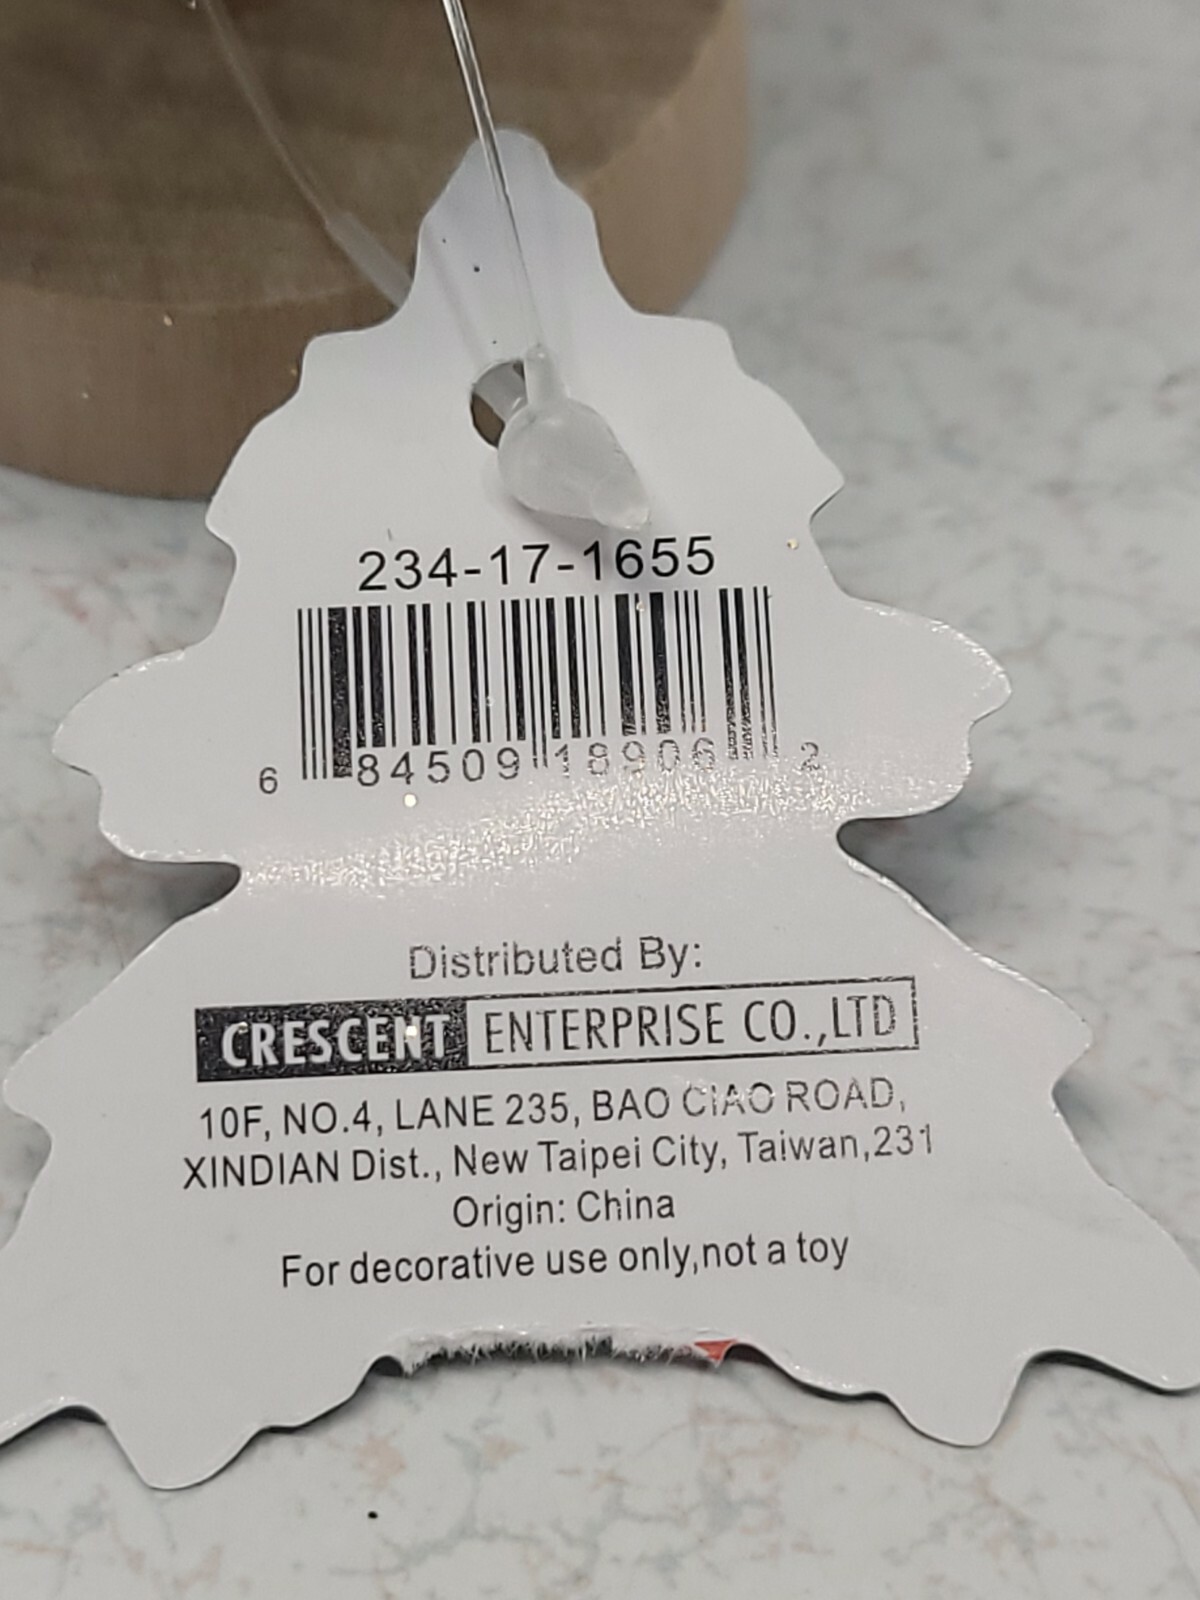 234-17-1655
6 84509 18906 2
Distributed By:
CRESCENT ENTERPRISE CO.,LTD
10F, NO.4, LANE 235, BAO CIAO ROAD,
XINDIAN Dist., New Taipei City, Taiwan,231
Origin: China
For decorative use only,not a toy